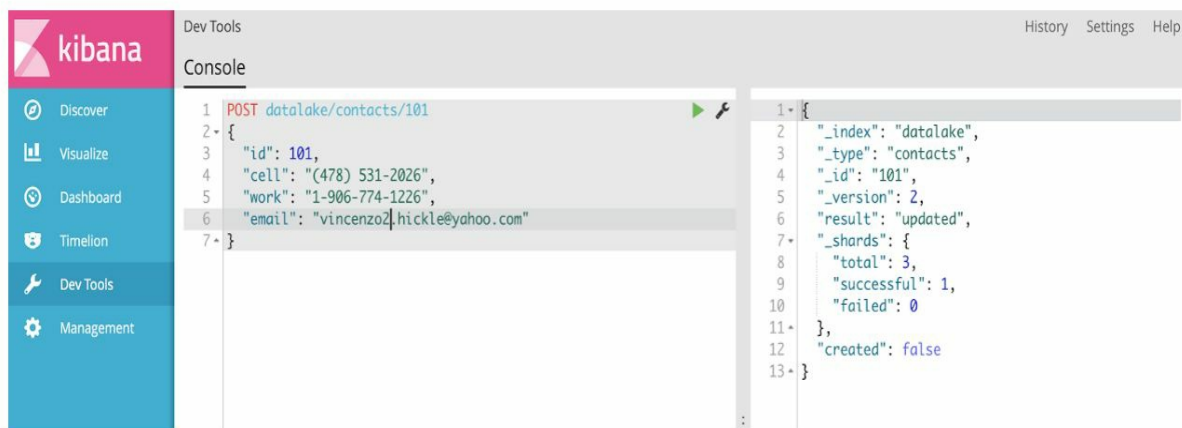 kibana
Discover
Visualize
Dashboard
Timelion
Dev Tools
Management
Dev Tools
History Settings Help
Console
1 POST datalake/contacts/101
2 {
3 "id": 101,
4 "cell": "(478) 531-2026",
5 "work": "1-906-774-1226",
6 "email": "vincenzo2.hickle@yahoo.com"
7 }
1 {
2 "_index": "datalake",
3 "_type": "contacts",
4 "_id": "101",
5 "_version": 2,
6 "result": "updated",
7 "_shards": {
8 "total": 3,
9 "successful": 1,
10 "failed": 0
11 },
12 "created": false
13 }